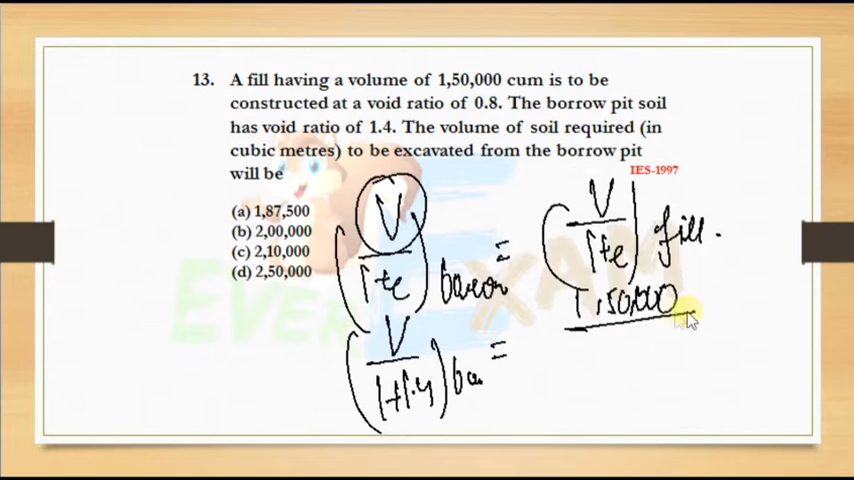 13. A fill having a volume of 1,50,000 cum is to be
constructed at a void ratio of 0.8. The borrow pit soil
has void ratio of 1.4. The volume of soil required (in
cubic metres) to be excavated from the borrow pit
will be
IES-1997
(a) 1,87,500
(b) 2,00,000
(c) 2,10,000
(d) 2,50,000
(V/1+e) borrow = (V/1+e) fill.
(V/1+1.4) bor = 1,50,000
EVEREXAM